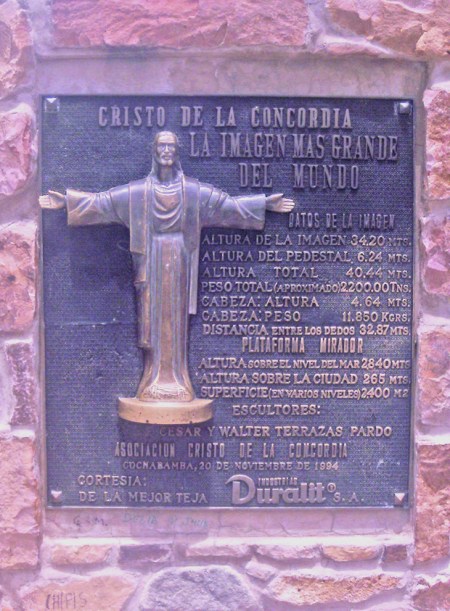 CRISTO DE LA CONCORDIA
LA IMAGEN MAS GRANDE
DEL MUNDO
DATOS DE LA IMAGEN
ALTURA DE LA IMAGEN 34.20 MTS.
ALTURA DEL PEDESTAL 6.24 MTS.
ALTURA TOTAL 40.44 MTS.
PESO TOTAL (APROXIMADO) 2.200.00 TNS.
CABEZA: ALTURA 4.64 MTS.
CABEZA: PESO 11.850 KGRS.
DISTANCIA ENTRE LOS DEDOS 32.87 MTS.
PLATAFORMA MIRADOR
ALTURA SOBRE EL NIVEL DEL MAR 2840 MTS
ALTURA SOBRE LA CIUDAD 265 MTS
SUPERFICIE (EN VARIOS NIVELES) 2.400 M2
ESCULTORES:
CESAR Y WALTER TERRAZAS PARDO
ASOCIACION CRISTO DE LA CONCORDIA
COCHABAMBA, 20 DE NOVIEMBRE DE 1994
CORTESIA:
DE LA MEJOR TEJA
INDUSTRIAS
Duralit S.A.
CHIFIS